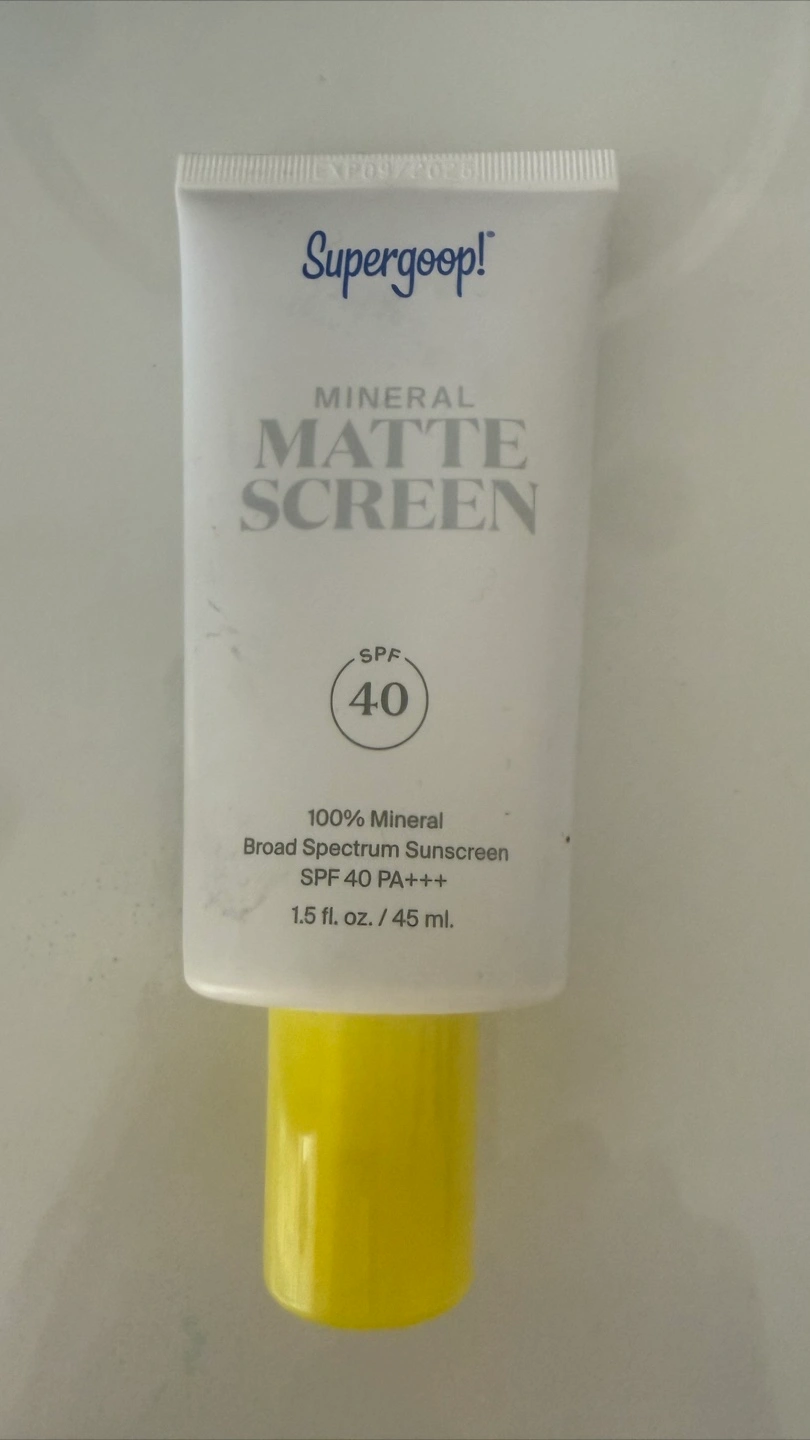 Supergoop!
MINERAL
MATTE
SCREEN
SPF
40
100% Mineral
Broad Spectrum Sunscreen
SPF 40 PA+++
1.5 fl. oz. / 45 ml.